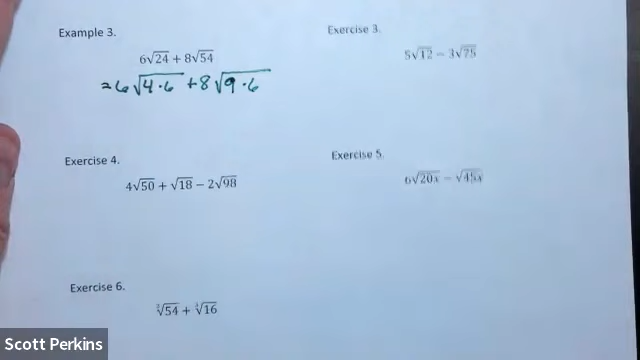 Example 3.
6√24 + 8√54
= 6√4·6 + 8√9·6
Exercise 3.
5√12 − 3√75
Exercise 4.
4√50 + √18 − 2√98
Exercise 5.
6√20x − √45x
Exercise 6.
∛54 + ∛16
Scott Perkins